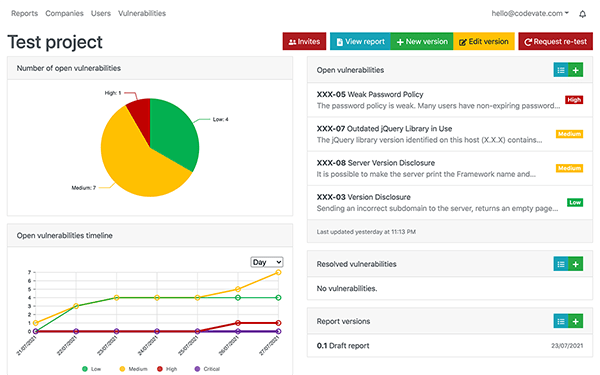 Reports Companies Users Vulnerabilities hello@codevate.com
Test project Invites View report New version Edit version Request re-test
Number of open vulnerabilities
High: 1
Low: 4
Medium: 7
Open vulnerabilities timeline
Day
7
6
5
4
3
2
1
0
21/07/2021 22/07/2021 23/07/2021 24/07/2021 25/07/2021 26/07/2021 27/07/2021
Low Medium High Critical
Open vulnerabilities
XXX-05 Weak Password Policy
The password policy is weak. Many users have non-expiring password...
High
XXX-07 Outdated jQuery Library in Use
The jQuery library version identified on this host (X.X.X) contains...
Medium
XXX-08 Server Version Disclosure
It is possible to make the server print the Framework name and...
Medium
XXX-03 Version Disclosure
Sending an incorrect subdomain to the server, returns an empty page...
Low
Last updated yesterday at 11:13 PM
Resolved vulnerabilities
No vulnerabilities.
Report versions
0.1 Draft report 23/07/2021